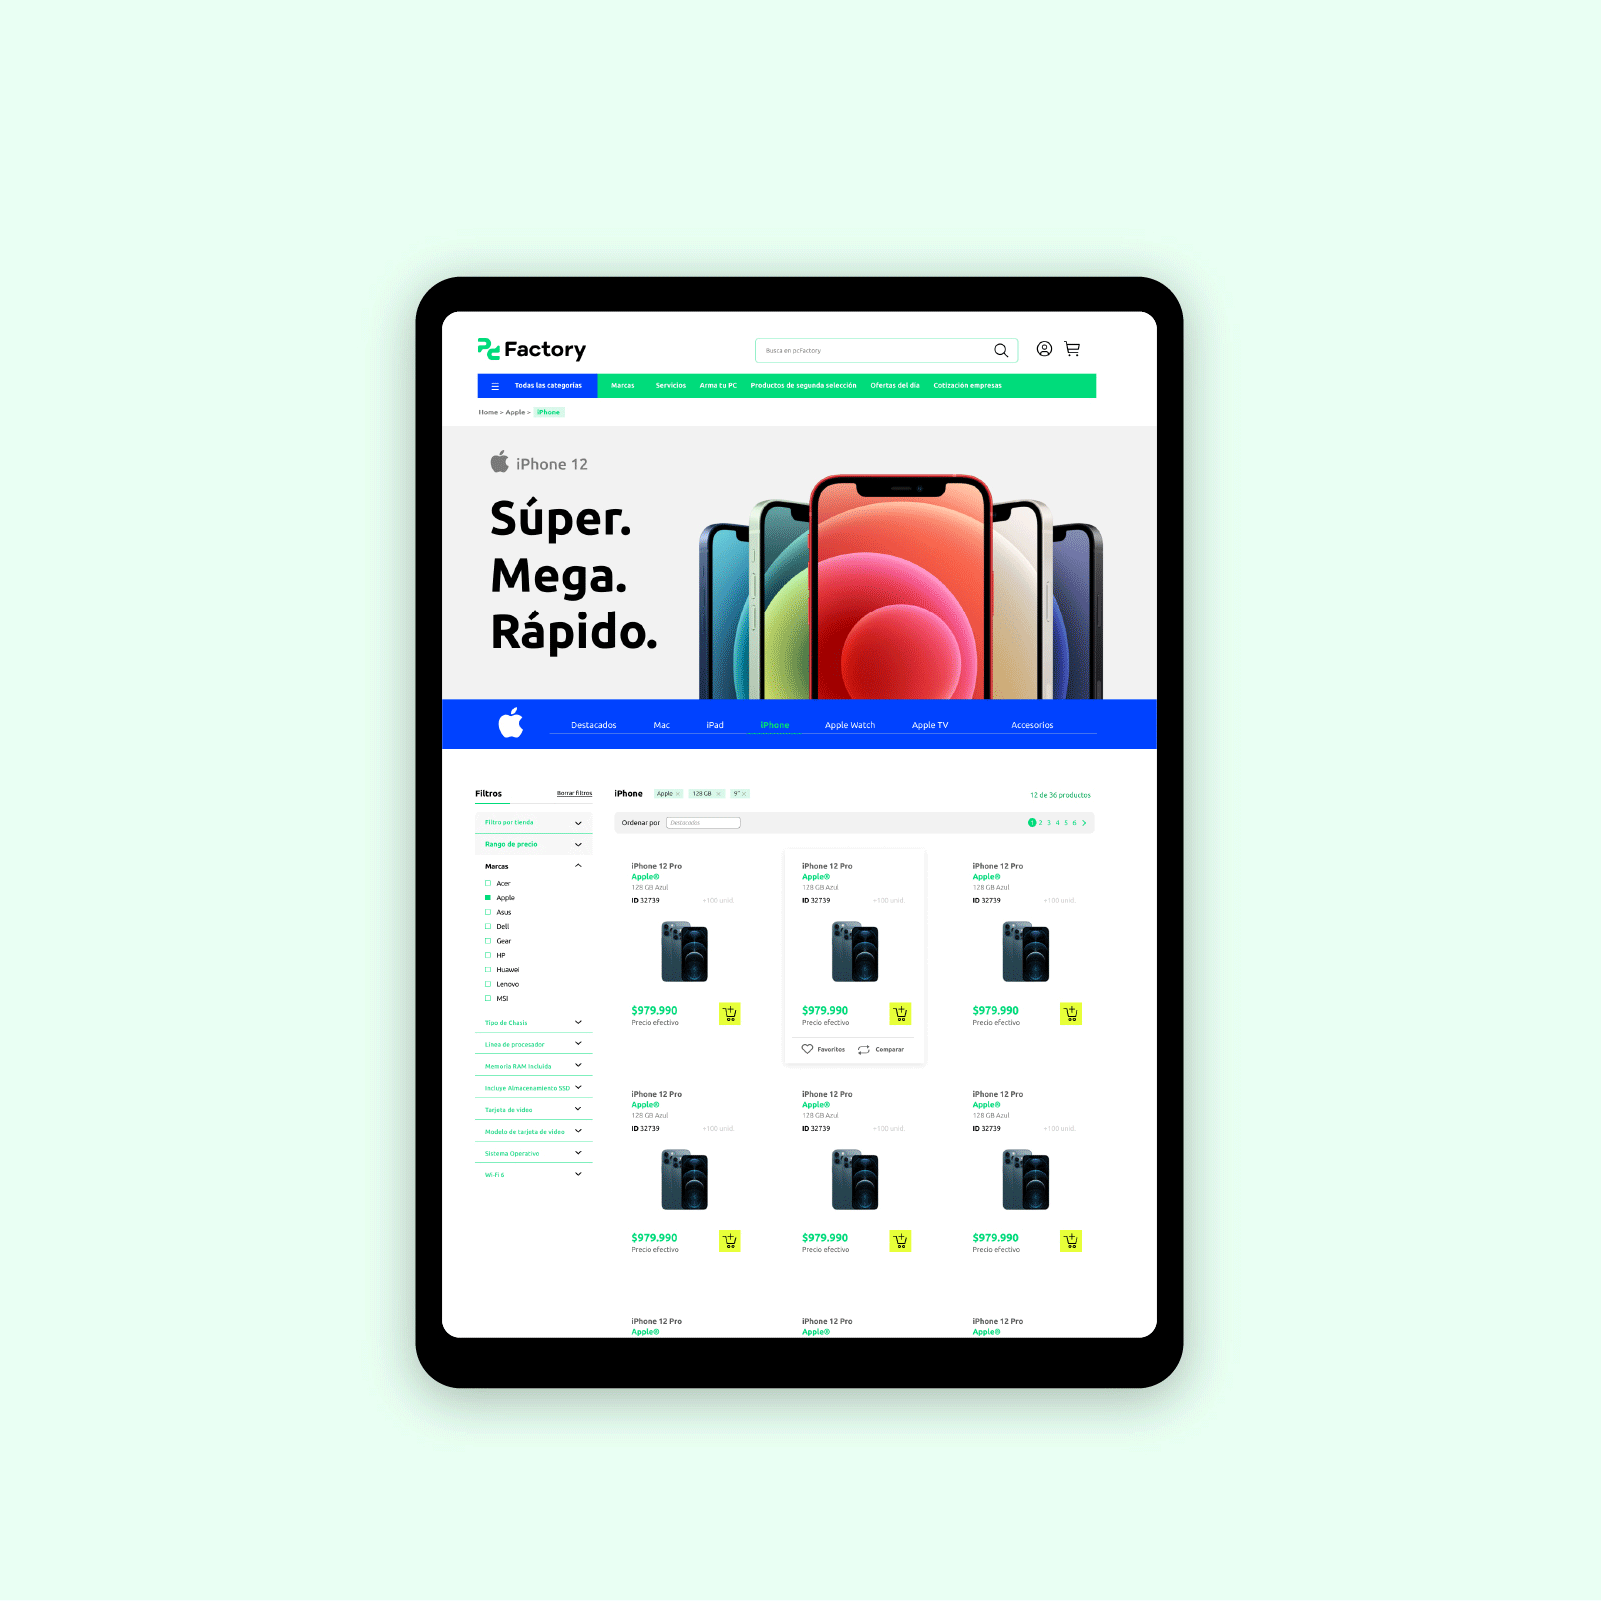 Factory
Busca en pcFactory
Todas las categorías Marcas Servicios Arma tu PC Productos de segunda selección Ofertas del día Cotización empresas
Home > Apple > iPhone
iPhone 12
Súper.
Mega.
Rápido.
Destacados Mac iPad iPhone Apple Watch Apple TV Accesorios
Filtros Borrar filtros
Filtro por tienda
Rango de precio
Marcas
Acer
Apple
Asus
Dell
Gear
HP
Huawei
Lenovo
MSI
Tipo de Chasis
Línea de procesador
Memoria RAM Incluida
Incluye Almacenamiento SSD
Tarjeta de video
Modelo de tarjeta de video
Sistema Operativo
Wi-Fi 6
iPhone Apple × 128 GB × 9" × 12 de 36 productos
Ordenar por Destacados 1 2 3 4 5 6 >
iPhone 12 Pro
Apple®
128 GB Azul
ID 32739 +100 unid.
$979.990
Precio efectivo
iPhone 12 Pro
Apple®
128 GB Azul
ID 32739 +100 unid.
$979.990
Precio efectivo
Favoritos Comparar
iPhone 12 Pro
Apple®
128 GB Azul
ID 32739 +100 unid.
$979.990
Precio efectivo
iPhone 12 Pro
Apple®
128 GB Azul
ID 32739 +100 unid.
$979.990
Precio efectivo
iPhone 12 Pro
Apple®
128 GB Azul
ID 32739 +100 unid.
$979.990
Precio efectivo
iPhone 12 Pro
Apple®
128 GB Azul
ID 32739 +100 unid.
$979.990
Precio efectivo
iPhone 12 Pro
Apple®
iPhone 12 Pro
Apple®
iPhone 12 Pro
Apple®